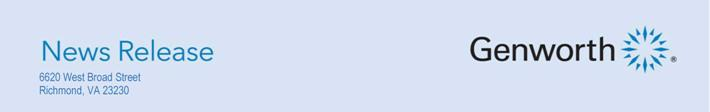 News Release
Genworth®
6620 West Broad Street
Richmond, VA 23230